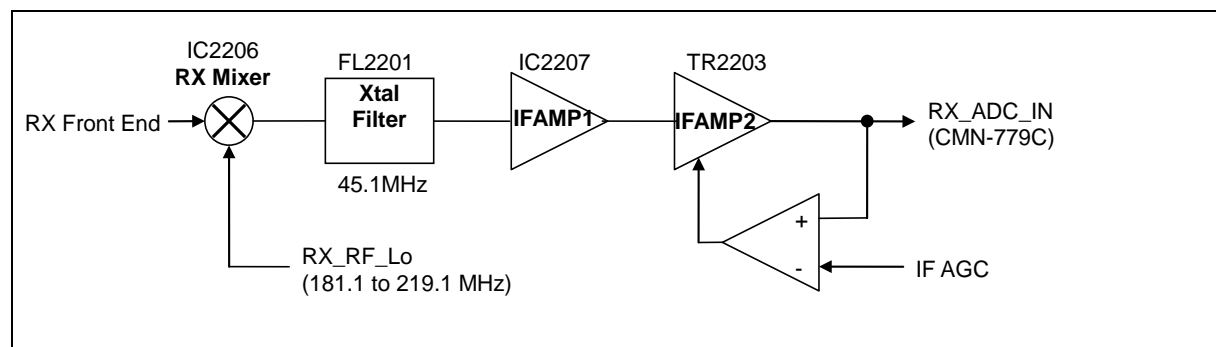 IC2206
RX Mixer
FL2201
Xtal
Filter
45.1MHz
IC2207
IFAMP1
TR2203
IFAMP2
RX Front End
RX_ADC_IN
(CMN-779C)
+
-
IF AGC
RX_RF_Lo
(181.1 to 219.1 MHz)